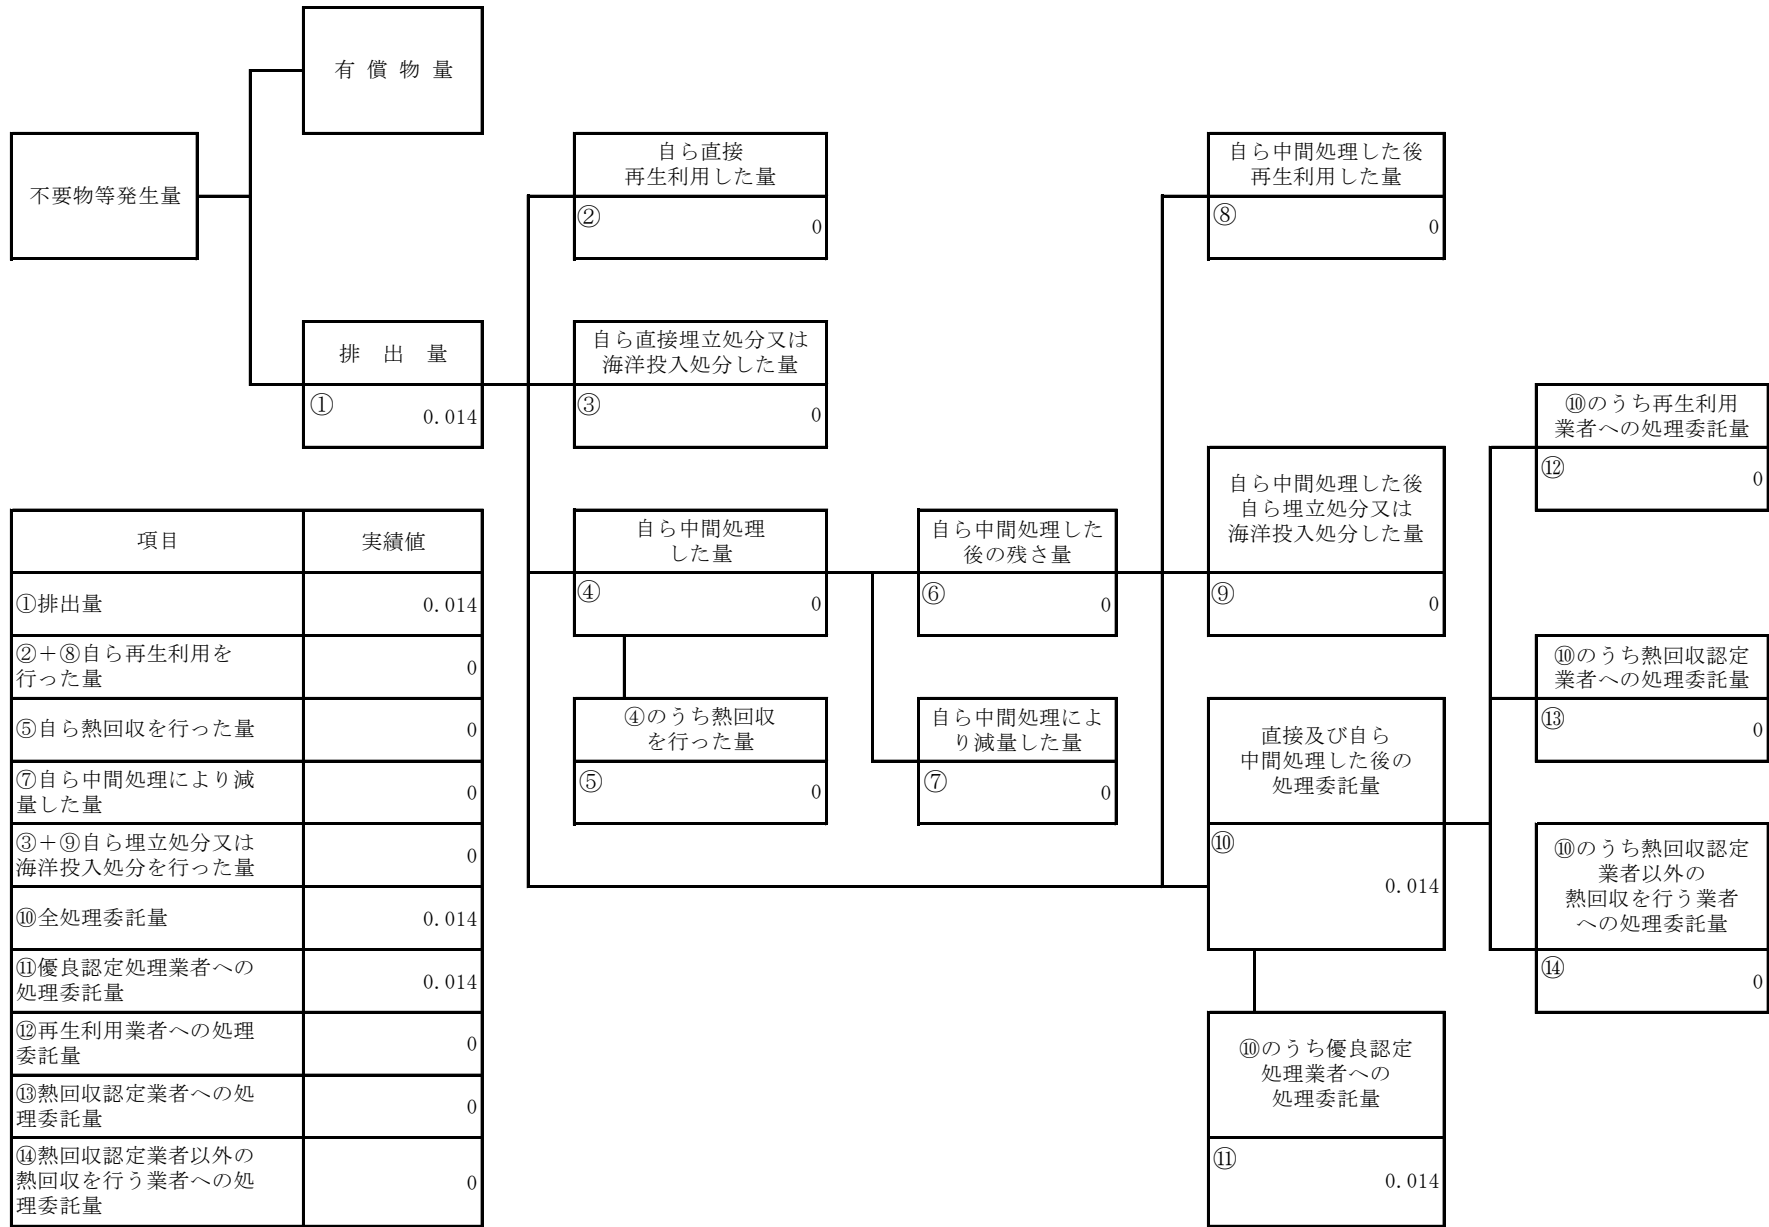 有償物量
不要物等発生量
排出量
① 0.014
自ら直接
再生利用した量
② 0
自ら直接埋立処分又は
海洋投入処分した量
③ 0
自ら中間処理
した量
④ 0
④のうち熱回収
を行った量
⑤ 0
自ら中間処理した
後の残さ量
⑥ 0
自ら中間処理によ
り減量した量
⑦ 0
自ら中間処理した後
再生利用した量
⑧ 0
自ら中間処理した後
自ら埋立処分又は
海洋投入処分した量
⑨ 0
直接及び自ら
中間処理した後の
処理委託量
⑩
0.014
⑩のうち優良認定
処理業者への
処理委託量
⑪
0.014
⑩のうち再生利用
業者への処理委託量
⑫ 0
⑩のうち熱回収認定
業者への処理委託量
⑬ 0
⑩のうち熱回収認定
業者以外の
熱回収を行う業者
への処理委託量
⑭ 0
項目 実績値
①排出量 0.014
②＋⑧自ら再生利用を
行った量 0
⑤自ら熱回収を行った量 0
⑦自ら中間処理により減
量した量 0
③＋⑨自ら埋立処分又は
海洋投入処分を行った量 0
⑩全処理委託量 0.014
⑪優良認定処理業者への
処理委託量 0.014
⑫再生利用業者への処理
委託量 0
⑬熱回収認定業者への処
理委託量 0
⑭熱回収認定業者以外の
熱回収を行う業者への処
理委託量 0